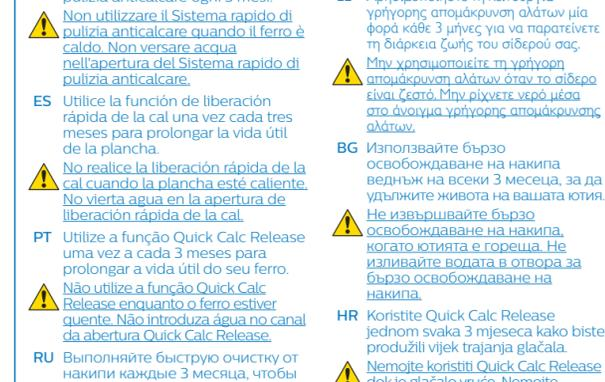 Non utilizzare il Sistema rapido di
pulizia anticalcare quando il ferro è
caldo. Non versare acqua
nell'apertura del Sistema rapido di
pulizia anticalcare.
ES Utilice la función de liberación
rápida de la cal una vez cada tres
meses para prolongar la vida útil
de la plancha.
No realice la liberación rápida de la
cal cuando la plancha esté caliente.
No vierta agua en la apertura de
liberación rápida de la cal.
PT Utilize a função Quick Calc Release
uma vez a cada 3 meses para
prolongar a vida útil do seu ferro.
Não utilize a função Quick Calc
Release enquanto o ferro estiver
quente. Não introduza água no canal
da abertura Quick Calc Release.
RU Выполняйте быструю очистку от
накипи каждые 3 месяца, чтобы
γρήγορης απομάκρυνση αλάτων μία
φορά κάθε 3 μήνες για να παρατείνετε
τη διάρκεια ζωής του σίδερού σας.
Μην χρησιμοποιείτε τη γρήγορη
απομάκρυνση αλάτων όταν το σίδερο
είναι ζεστό. Μην ρίχνετε νερό μέσα
στο άνοιγμα γρήγορης απομάκρυνσης
αλάτων.
BG Използвайте бързо
освобождаване на накипа
веднъж на всеки 3 месеца, за да
удължите живота на вашата ютия.
Не извършвайте бързо
освобождаване на накипа,
когато ютията е гореща. Не
изливайте водата в отвора за
бързо освобождаване на
накипа.
HR Koristite Quick Calc Release
jednom svaka 3 mjeseca kako biste
produžili vijek trajanja glačala.
Nemojte koristiti Quick Calc Release
dok je glačalo vruće. Nemojte